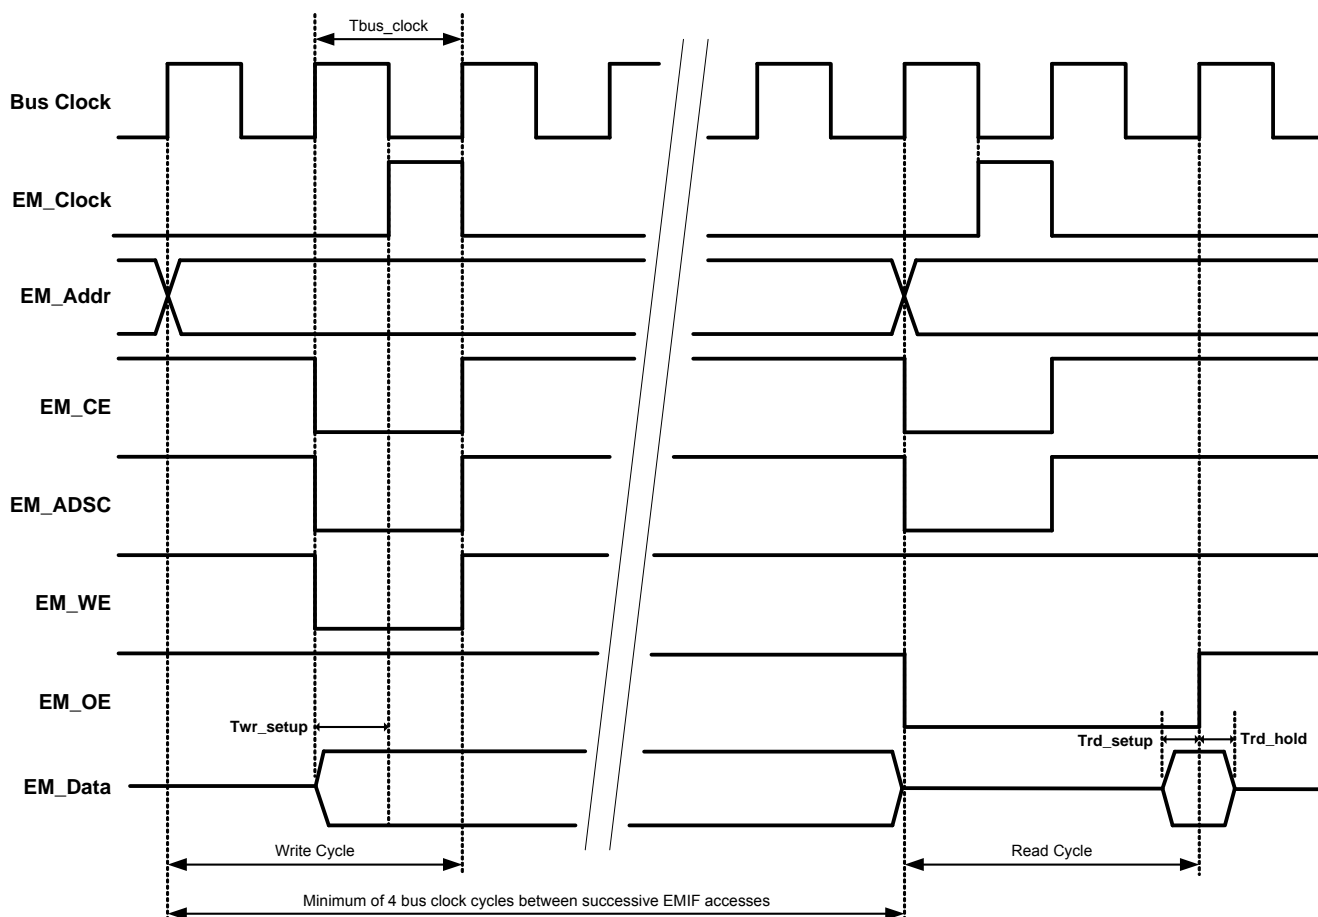 Tbus_clock
Bus Clock
EM_Clock
EM_Addr
EM_CE
EM_ADSC
EM_WE
EM_OE
Twr_setup
Trd_setup
Trd_hold
EM_Data
Write Cycle
Read Cycle
Minimum of 4 bus clock cycles between successive EMIF accesses